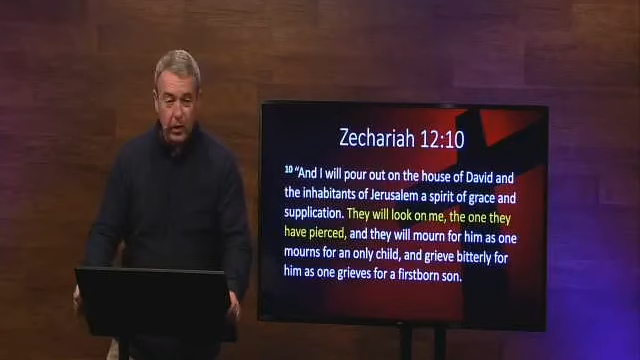 Zechariah 12:10
10 “And I will pour out on the house of David and
the inhabitants of Jerusalem a spirit of grace and
supplication. They will look on me, the one they
have pierced, and they will mourn for him as one
mourns for an only child, and grieve bitterly for
him as one grieves for a firstborn son.